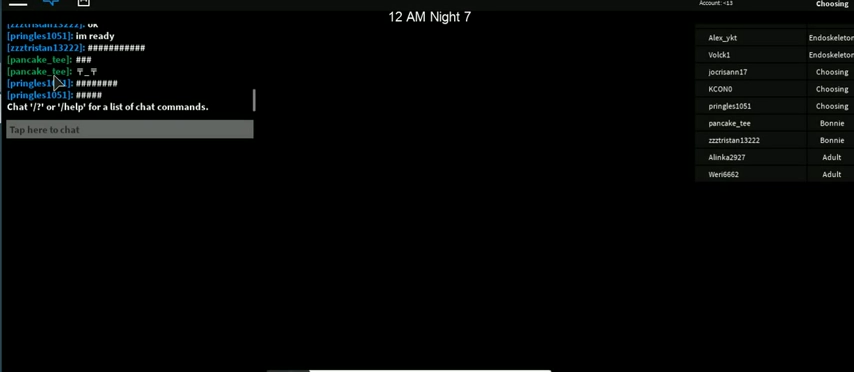 Account: <13
Choosing
12 AM Night 7
[zzztristan13222]: ok
[pringles1051]: im ready
[zzztristan13222]: ###########
[pancake_tee]: ###
[pancake_tee]: 〒_〒
[pringles1051]: ########
[pringles1051]: #####
Chat '/?' or '/help' for a list of chat commands.
Tap here to chat
Alex_ykt Endoskeleton
Volck1 Endoskeleton
jocrisann17 Choosing
KCON0 Choosing
pringles1051 Choosing
pancake_tee Bonnie
zzztristan13222 Bonnie
Alinka2927 Adult
Weri6662 Adult